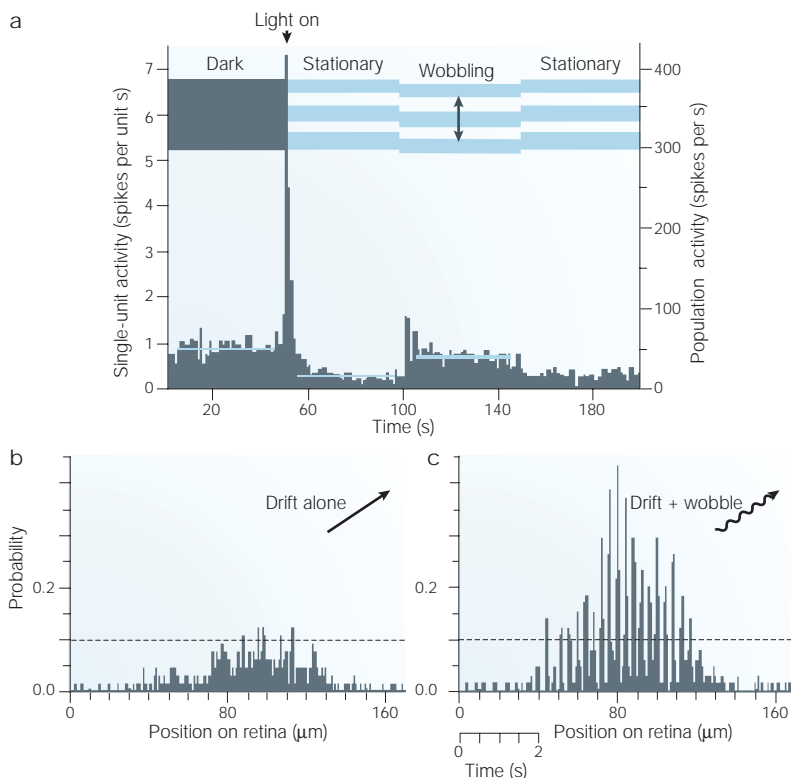 a
Light on
Dark
Stationary
Wobbling
Stationary
7
6
5
4
3
2
1
0
Single-unit activity (spikes per unit s)
400
300
200
100
0
Population activity (spikes per s)
20
60
100
140
180
Time (s)
b
Drift alone
Probability
0.2
0.0
0
80
160
Position on retina (μm)
c
Drift + wobble
0.2
0.0
0
80
160
Position on retina (μm)
0
2
Time (s)